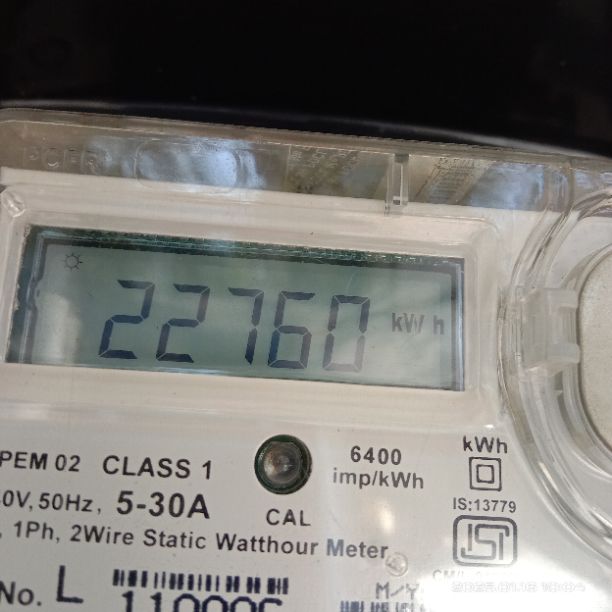 22760 kWh
PEM 02 CLASS 1
6400
imp/kWh
kWh
0V, 50Hz, 5-30A
CAL
IS:13779
, 1Ph, 2Wire Static Watthour Meter
ISI
No. L
M/Y